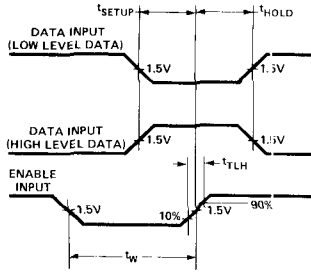 tSETUP
tHOLD
DATA INPUT
(LOW LEVEL DATA)
1.5V
1.5V
DATA INPUT
(HIGH LEVEL DATA)
1.5V
1.5V
tTLH
ENABLE
INPUT
1.5V
10%
1.5V
90%
tW